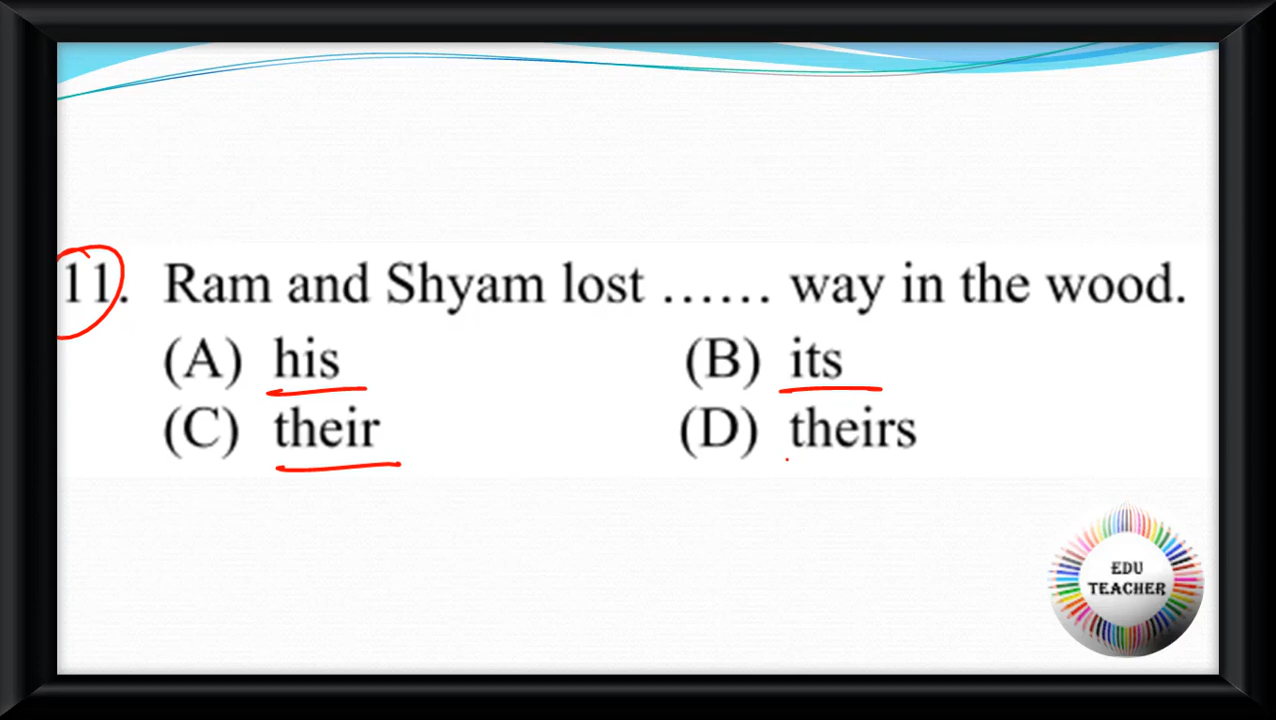 11. Ram and Shyam lost ...... way in the wood.
(A) his (B) its
(C) their (D) theirs
EDU
TEACHER